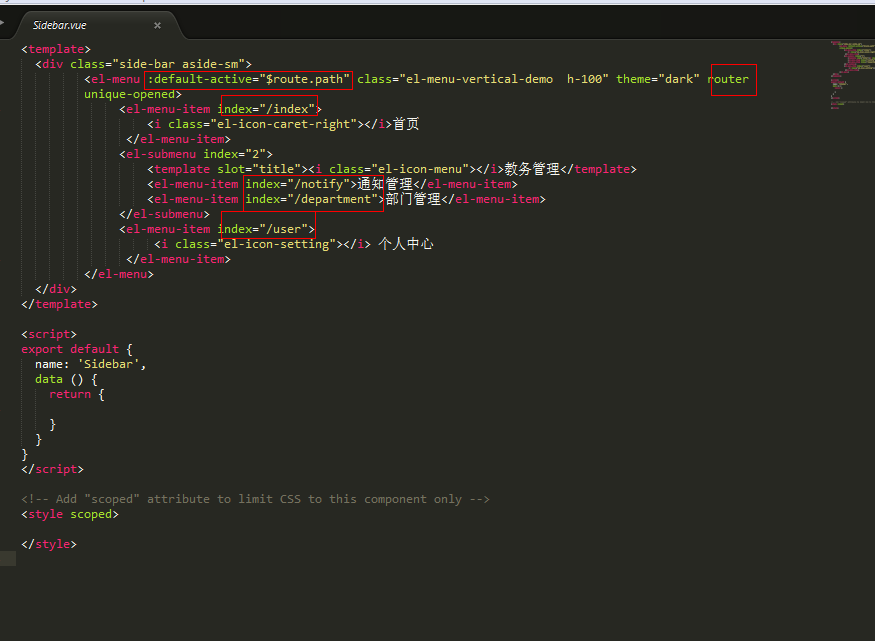 Sidebar.vue ×
<template>
<div class="side-bar aside-sm">
<el-menu :default-active="$route.path" class="el-menu-vertical-demo  h-100" theme="dark" router
unique-opened>
<el-menu-item index="/index">
<i class="el-icon-caret-right"></i>首页
</el-menu-item>
<el-submenu index="2">
<template slot="title"><i class="el-icon-menu"></i>教务管理</template>
<el-menu-item index="/notify">通知管理</el-menu-item>
<el-menu-item index="/department">部门管理</el-menu-item>
</el-submenu>
<el-menu-item index="/user">
<i class="el-icon-setting"></i> 个人中心
</el-menu-item>
</el-menu>
</div>
</template>
<script>
export default {
name: 'Sidebar',
data () {
return {
}
}
}
</script>
<!-- Add "scoped" attribute to limit CSS to this component only -->
<style scoped>
</style>